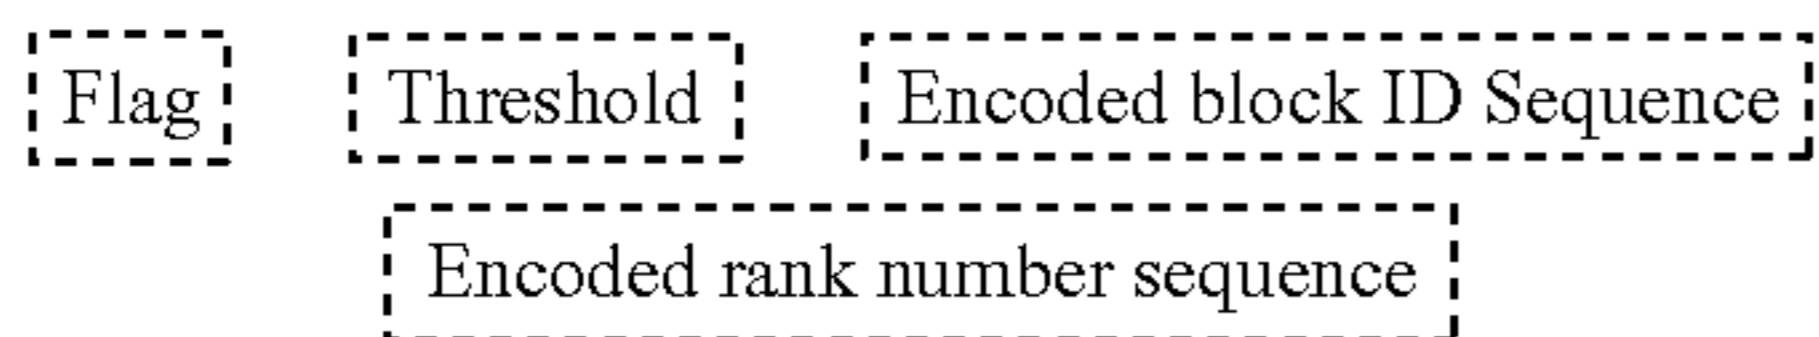 Flag Threshold Encoded block ID Sequence
Encoded rank number sequence